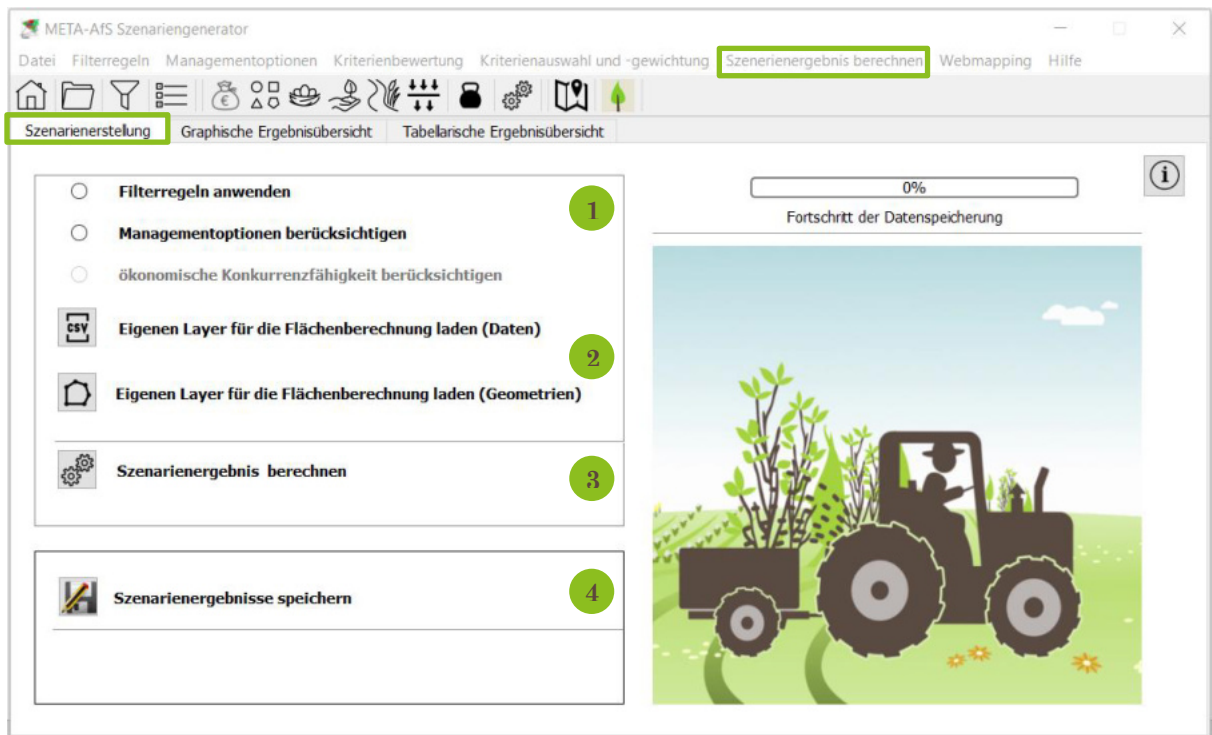 META-AfS Szenariengenerator
Datei Filterregeln Managementoptionen Kriterienbewertung Kriterienauswahl und -gewichtung Szenerienergebnis berechnen Webmapping Hilfe
Szenarienerstellung Graphische Ergebnisübersicht Tabellarische Ergebnisübersicht
Filterregeln anwenden
1
Managementoptionen berücksichtigen
ökonomische Konkurrenzfähigkeit berücksichtigen
CSV Eigenen Layer für die Flächenberechnung laden (Daten)
2
Eigenen Layer für die Flächenberechnung laden (Geometrien)
Szenarienergebnis berechnen
3
Szenarienergebnisse speichern
4
0%
Fortschritt der Datenspeicherung
i